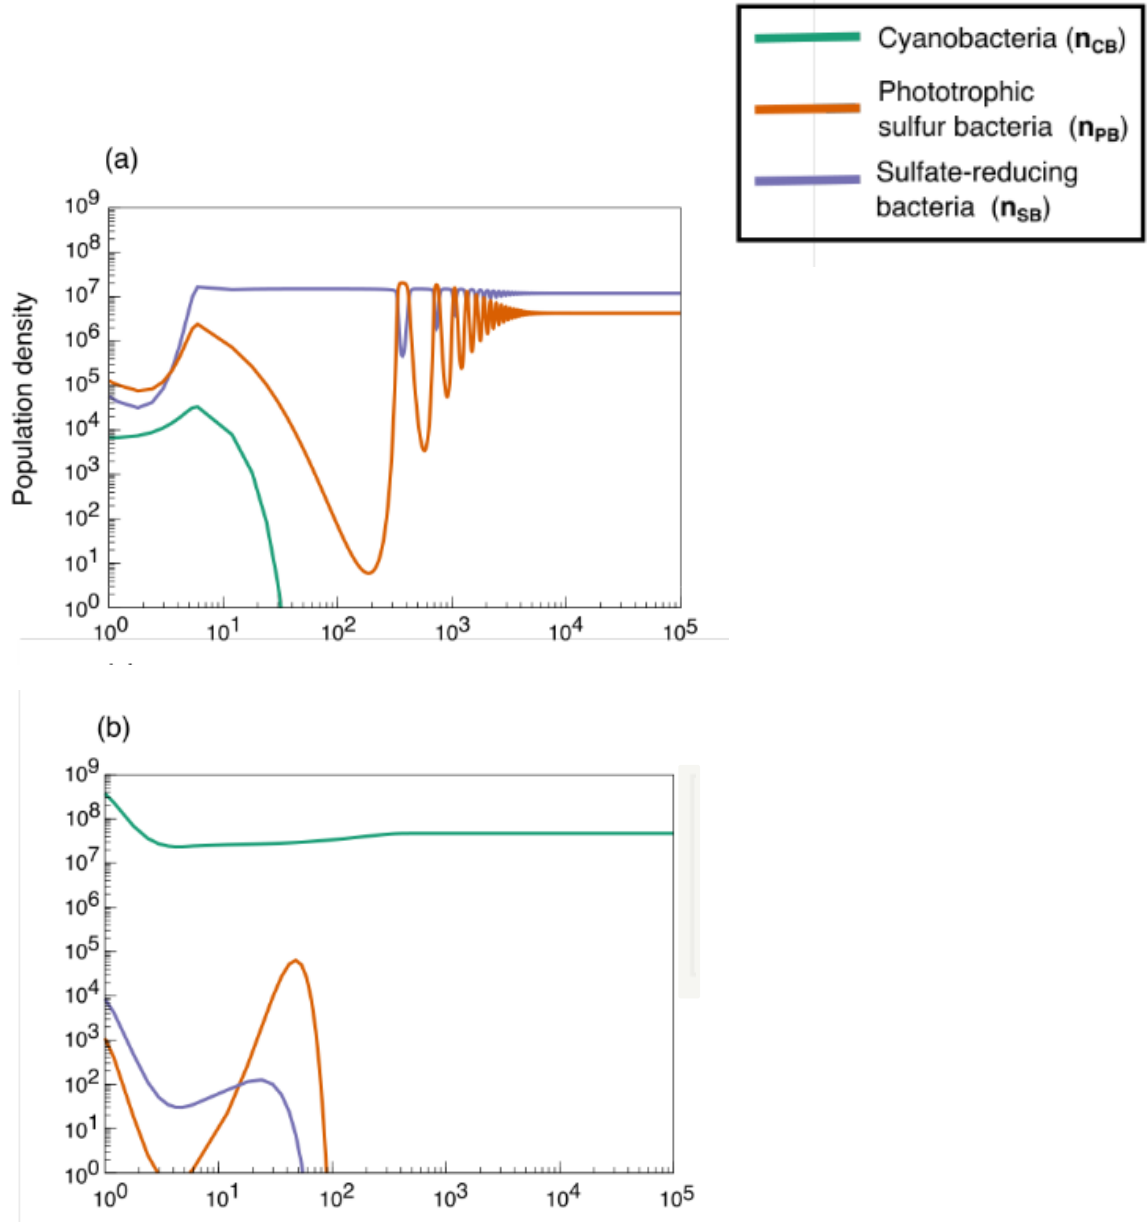 Cyanobacteria (nCB)
Phototrophic
sulfur bacteria (nPB)
Sulfate-reducing
bacteria (nSB)
(a)
Population density
10^9
10^8
10^7
10^6
10^5
10^4
10^3
10^2
10^1
10^0
10^0 10^1 10^2 10^3 10^4 10^5
(b)
10^9
10^8
10^7
10^6
10^5
10^4
10^3
10^2
10^1
10^0
10^0 10^1 10^2 10^3 10^4 10^5